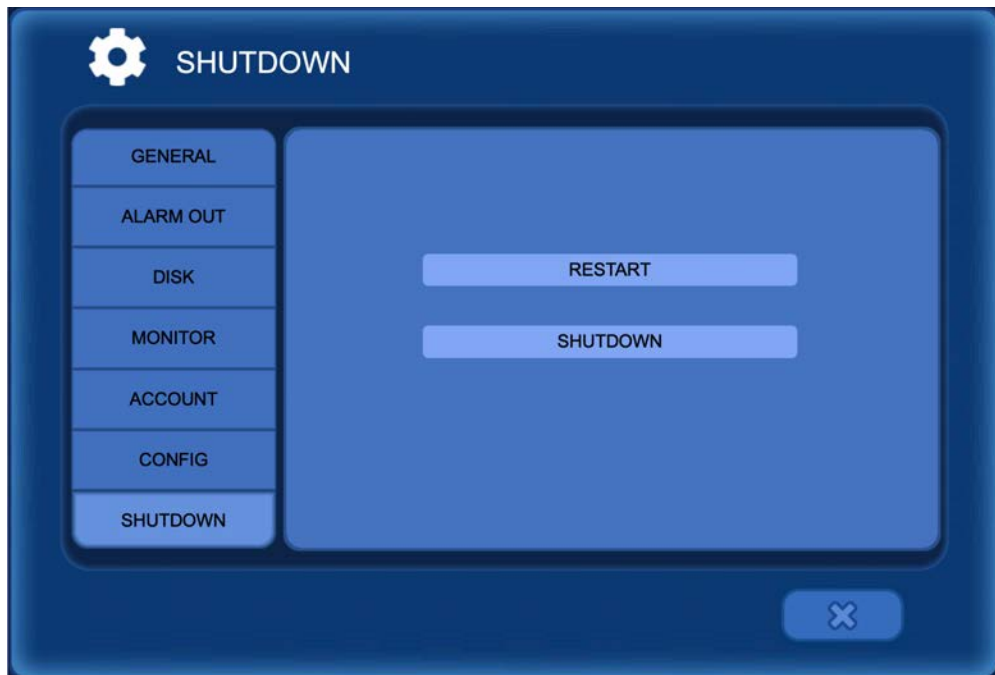 SHUTDOWN
GENERAL
ALARM OUT
DISK
MONITOR
ACCOUNT
CONFIG
SHUTDOWN
RESTART
SHUTDOWN